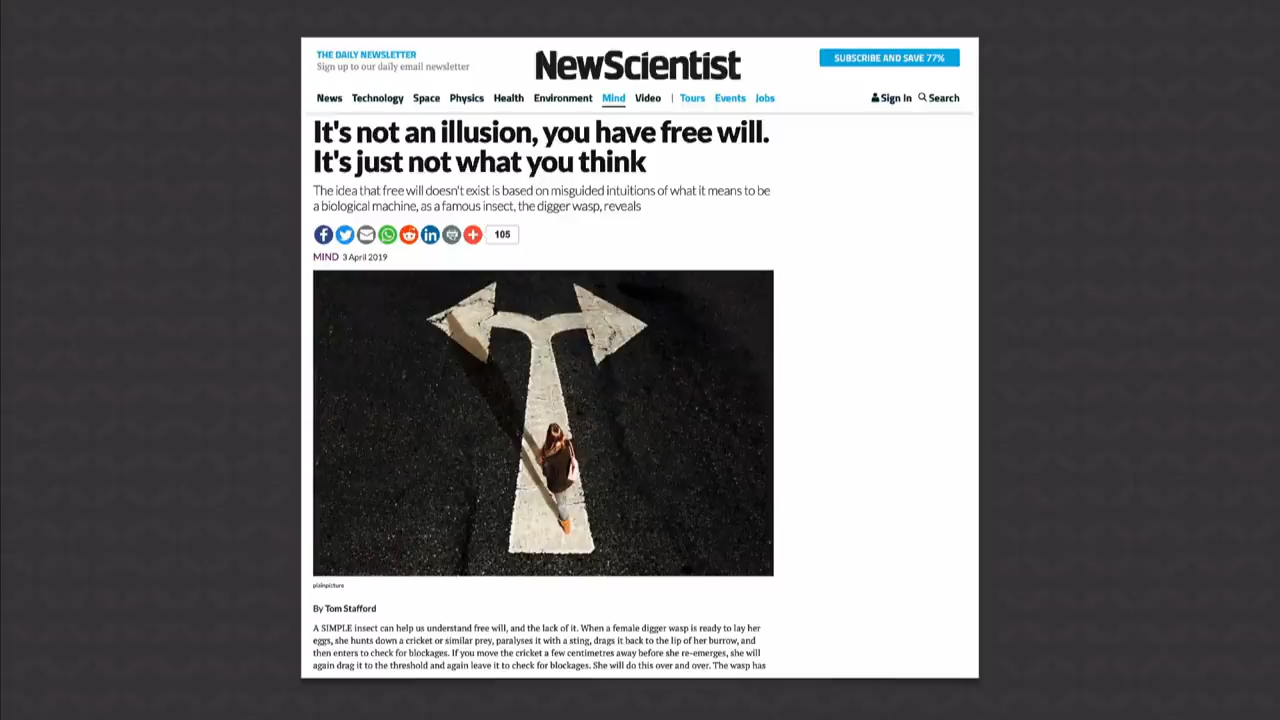 THE DAILY NEWSLETTER
Sign up to our daily email newsletter
NewScientist
SUBSCRIBE AND SAVE 77%
News Technology Space Physics Health Environment Mind Video | Tours Events Jobs Sign In Search
It's not an illusion, you have free will.
It's just not what you think
The idea that free will doesn't exist is based on misguided intuitions of what it means to be
a biological machine, as a famous insect, the digger wasp, reveals
105
MIND 3 April 2019
plainpicture
By Tom Stafford
A SIMPLE insect can help us understand free will, and the lack of it. When a female digger wasp is ready to lay her
eggs, she hunts down a cricket or similar prey, paralyses it with a sting, drags it back to the lip of her burrow, and
then enters to check for blockages. If you move the cricket a few centimetres away before she re-emerges, she will
again drag it to the threshold and again leave it to check for blockages. She will do this over and over. The wasp has